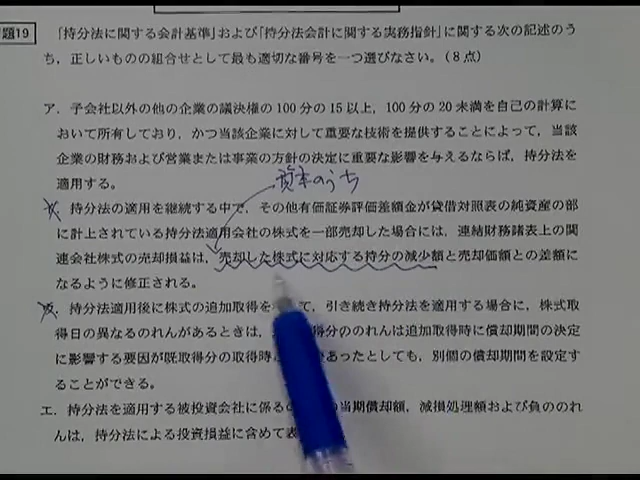 題19 「持分法に関する会計基準」および「持分法会計に関する実務指針」に関する次の記述のう
ち，正しいものの組合せとして最も適切な番号を一つ選びなさい。（8点）
ア．子会社以外の他の企業の議決権の100分の15以上，100分の20未満を自己の計算に
おいて所有しており，かつ当該企業に対して重要な技術を提供することによって，当該
企業の財務および営業または事業の方針の決定に重要な影響を与えるならば，持分法を
適用する。
資本のうち
持分法の適用を継続する中で，その他有価証券評価差額金が貸借対照表の純資産の部
に計上されている持分法適用会社の株式を一部売却した場合には，連結財務諸表上の関
連会社株式の売却損益は，売却した株式に対応する持分の減少額と売却価額との差額に
なるように修正される。
持分法適用後に株式の追加取得を て，引き続き持分法を適用する場合に，株式取
得日の異なるのれんがあるときは， 得分ののれんは追加取得時に償却期間の決定
に影響する要因が既取得分の取得時と であったとしても，別個の償却期間を設定す
ることができる。
エ．持分法を適用する被投資会社に係るの の当期償却額，減損処理額および負ののれ
んは，持分法による投資損益に含めて表